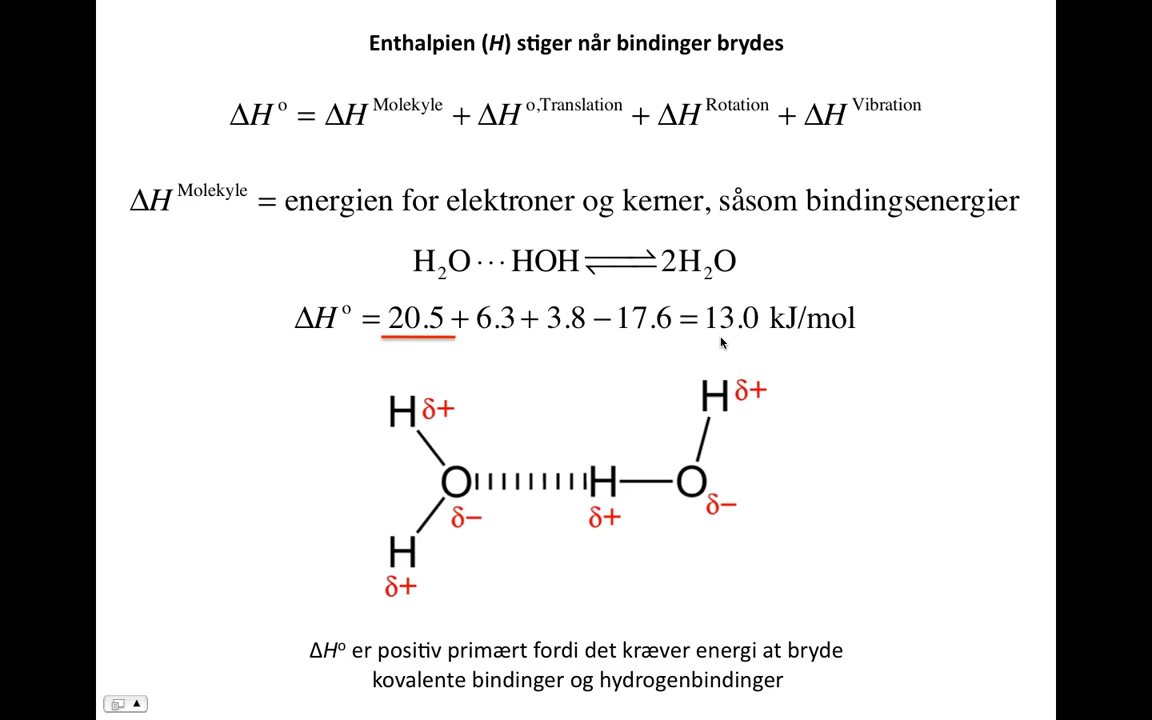 Enthalpien (H) stiger når bindinger brydes
ΔH° = ΔH^Molekyle + ΔH^o,Translation + ΔH^Rotation + ΔH^Vibration
ΔH^Molekyle = energien for elektroner og kerner, såsom bindingsenergier
H₂O···HOH ⇌ 2H₂O
ΔH° = 20.5 + 6.3 + 3.8 − 17.6 = 13.0 kJ/mol
H δ+
H δ+
O H O
δ− δ+ δ−
H
δ+
ΔH° er positiv primært fordi det kræver energi at bryde
kovalente bindinger og hydrogenbindinger